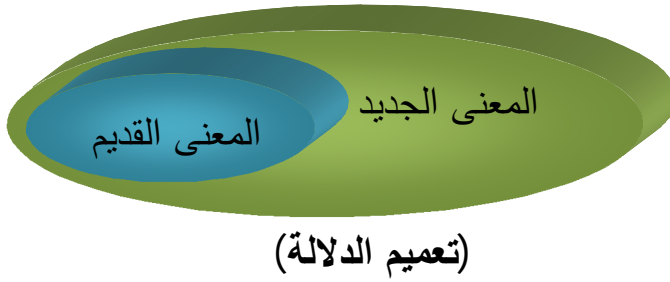 المعنى الجديد
المعنى القديم
(تعميم الدلالة)